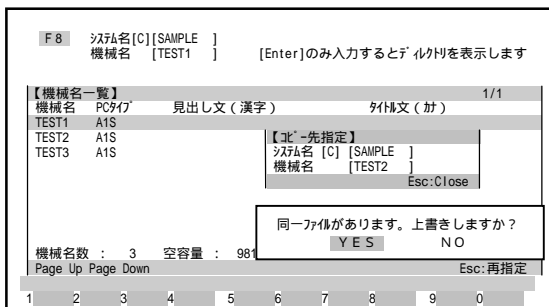 F8 ｼｽﾃﾑ名[C][SAMPLE ]
機械名 [TEST1 ] [Enter]のみ入力するとﾃﾞｨﾚｸﾄﾘを表示します
【機械名一覧】 1/1
機械名 PCﾀｲﾌﾟ 見出し文(漢字) ﾀｲﾄﾙ文(ｶﾅ)
TEST1 A1S
TEST2 A1S
TEST3 A1S
【ｺﾋﾟｰ先指定】
ｼｽﾃﾑ名 [C] [SAMPLE ]
機械名 [TEST2 ]
Esc:Close
同一ﾌｧｲﾙがあります。上書きしますか？
ＹＥＳ ＮＯ
機械名数 : 3 空容量 : 981
Page Up Page Down Esc:再指定
1 2 3 4 5 6 7 8 9 0